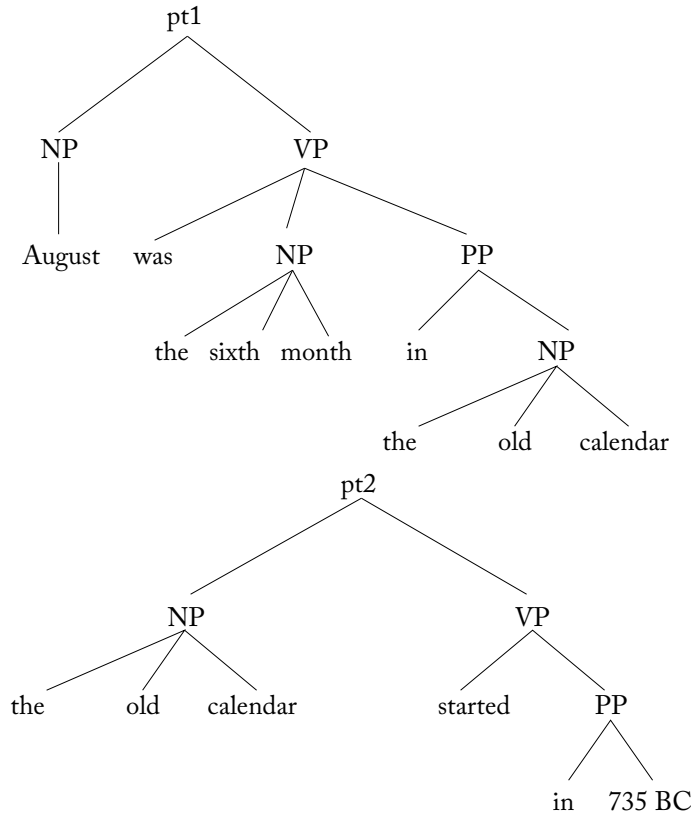 pt1
NP VP
August was NP PP
the sixth month in NP
the old calendar
pt2
NP VP
the old calendar started PP
in 735 BC